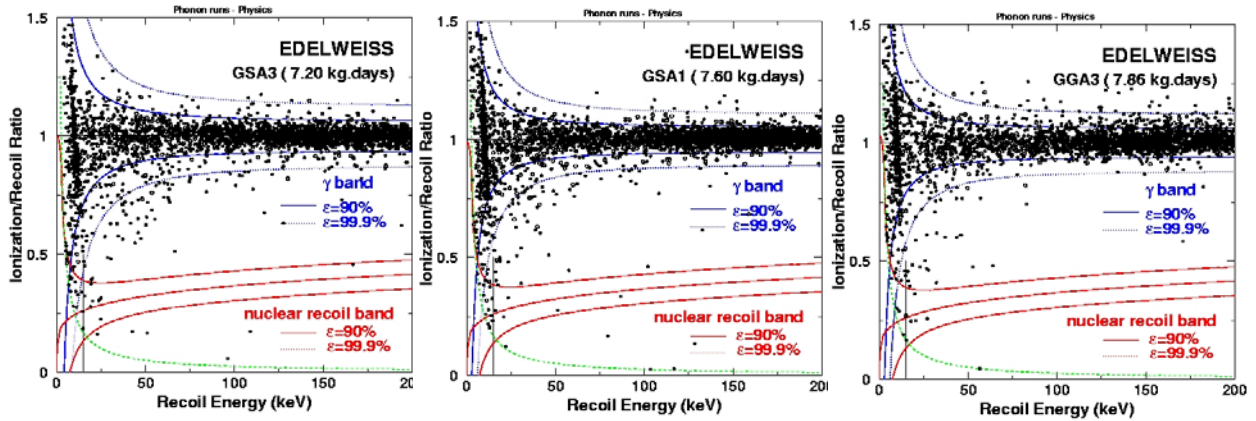 Phonon runs - Physics
1.5
EDELWEISS
GSA3 ( 7.20 kg.days)
Ionization/Recoil Ratio
1
γ band
ε=90%
ε=99.9%
0.5
nuclear recoil band
ε=90%
ε=99.9%
0
0 50 100 150 200
Recoil Energy (keV)
Phonon runs - Physics
1.5
EDELWEISS
GSA1 ( 7.60 kg.days)
Ionization/Recoil Ratio
1
γ band
ε=90%
ε=99.9%
0.5
nuclear recoil band
ε=90%
ε=99.9%
0
0 50 100 150 200
Recoil Energy (keV)
Phonon runs - Physics
1.5
EDELWEISS
GGA3 ( 7.86 kg.days)
Ionization/Recoil Ratio
1
γ band
ε=90%
ε=99.9%
0.5
nuclear recoil band
ε=90%
ε=99.9%
0
0 50 100 150 200
Recoil Energy (keV)